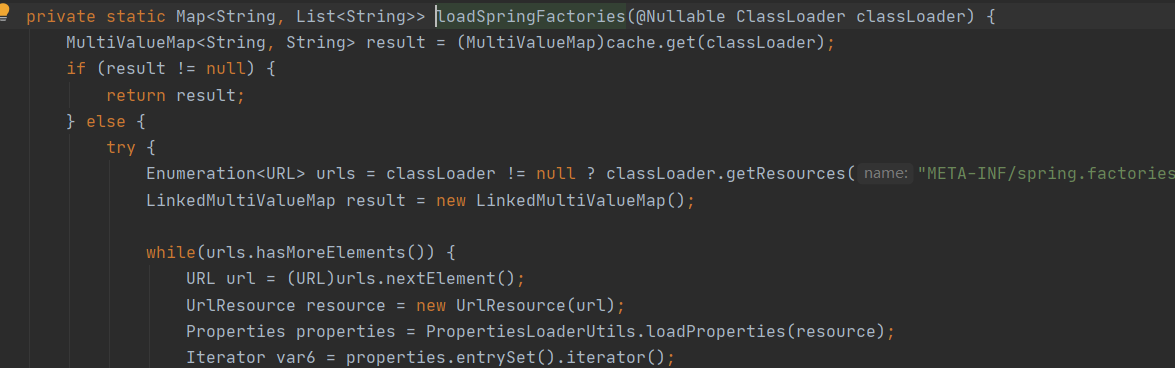 private static Map<String, List<String>> loadSpringFactories(@Nullable ClassLoader classLoader) {
MultiValueMap<String, String> result = (MultiValueMap)cache.get(classLoader);
if (result != null) {
return result;
} else {
try {
Enumeration<URL> urls = classLoader != null ? classLoader.getResources( name: "META-INF/spring.factories
LinkedMultiValueMap result = new LinkedMultiValueMap();
while(urls.hasMoreElements()) {
URL url = (URL)urls.nextElement();
UrlResource resource = new UrlResource(url);
Properties properties = PropertiesLoaderUtils.loadProperties(resource);
Iterator var6 = properties.entrySet().iterator();